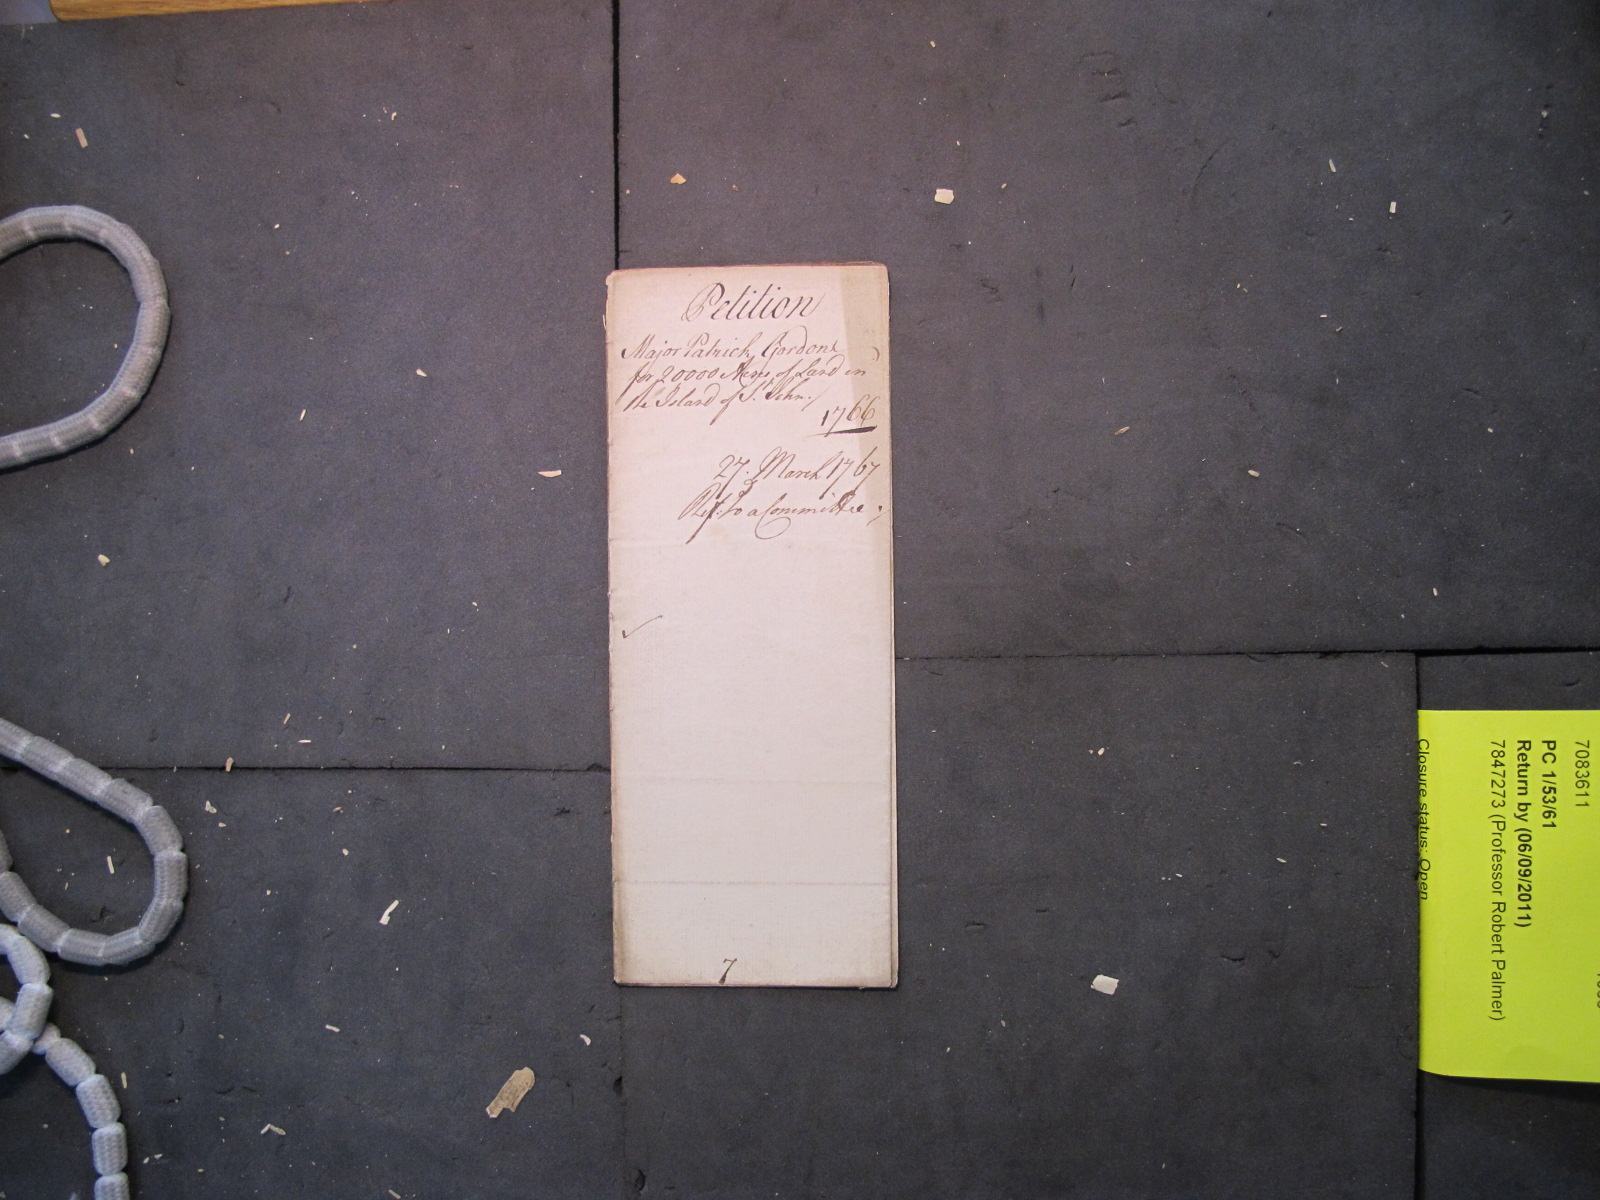 Petition
Major Patrick Gordons
for 20000 Acres of Land in
the Island of St. John./
1766
27. March 1767
Ref. to a Committee.
7
7083611
PC 1/53/61
Return by (06/09/2011)
7847273 (Professor Robert Palmer)
Closure status: Open